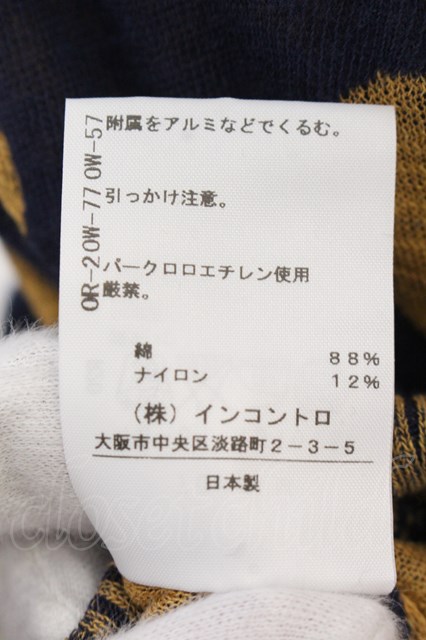 附属をアルミなどでくるむ。
引っかけ注意。
パークロロエチレン使用
厳禁。
OR-20W-770W-57
綿 88%
ナイロン 12%
(株)インコントロ
大阪市中央区淡路町2-3-5
日本製